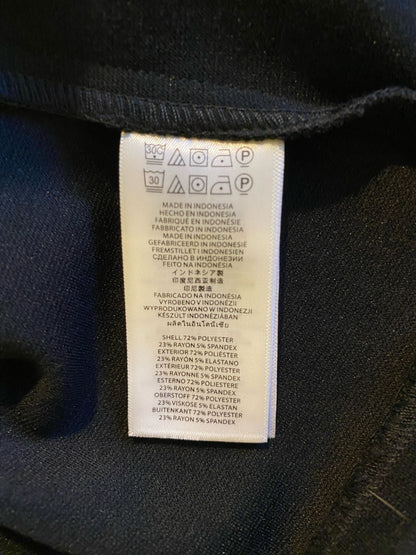 30C P
30 P
MADE IN INDONESIA
HECHO EN INDONESIA
FABRIQUÉ EN INDONÉSIE
FABBRICATO IN INDONESIA
MADE IN INDONESIA
GEFABRICEERD IN INDONESIË
FREMSTILLET I INDONESIEN
СДЕЛАНО В ИНДОНЕЗИИ
FEITO NA INDONÉSIA
インドネシア製
印度尼西亚制造
印尼製造
FABRICADO NA INDONÉSIA
VYROBENO V INDONÉZII
WYPRODUKOWANO W INDONEZJI
KÉSZÜLT INDONÉZIÁBAN
ผลิตในอินโดนีเซีย
SHELL 72% POLYESTER
23% RAYON 5% SPANDEX
EXTERIOR 72% POLIÉSTER
23% RAYÓN 5% ELASTANO
EXTÉRIEUR 72% POLYESTER
23% RAYONNE 5% SPANDEX
ESTERNO 72% POLIESTERE
23% RAYON 5% SPANDEX
OBERSTOFF 72% POLYESTER
23% VISKOSE 5% ELASTAN
BUITENKANT 72% POLYESTER
23% RAYON 5% SPANDEX